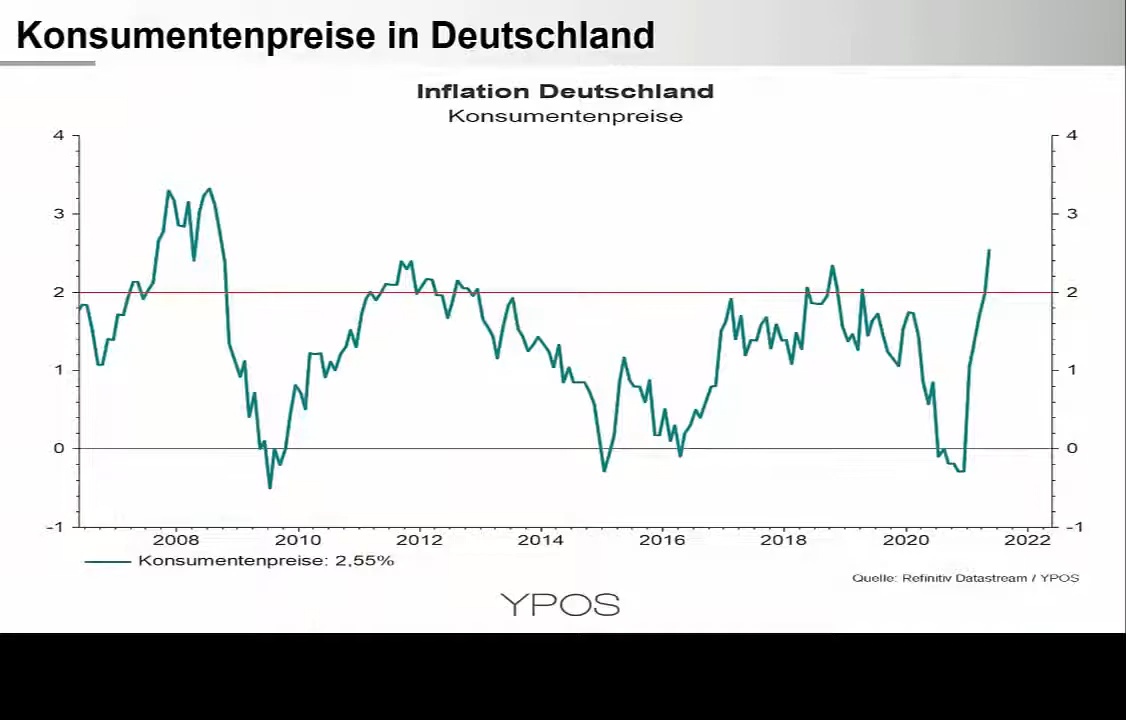 Konsumentenpreise in Deutschland
Inflation Deutschland
Konsumentenpreise
4 4
3 3
2 2
1 1
0 0
-1 -1
2008 2010 2012 2014 2016 2018 2020 2022
Konsumentenpreise: 2,55%
Quelle: Refinitiv Datastream / YPOS
YPOS